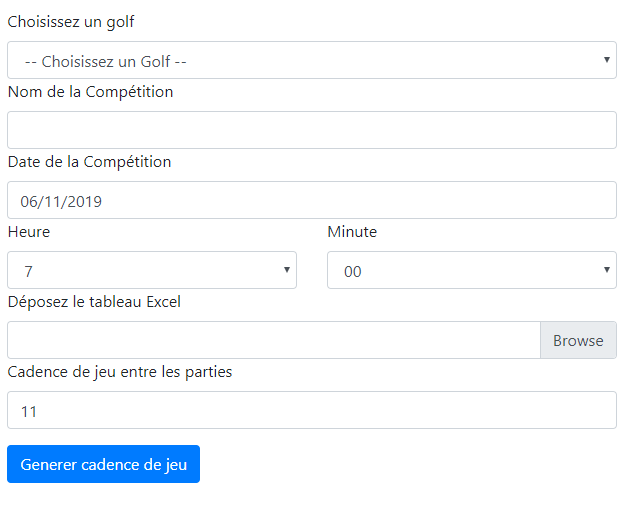 Choisissez un golf
-- Choisissez un Golf --
Nom de la Compétition
Date de la Compétition
06/11/2019
Heure Minute
7 00
Déposez le tableau Excel
Browse
Cadence de jeu entre les parties
11
Generer cadence de jeu